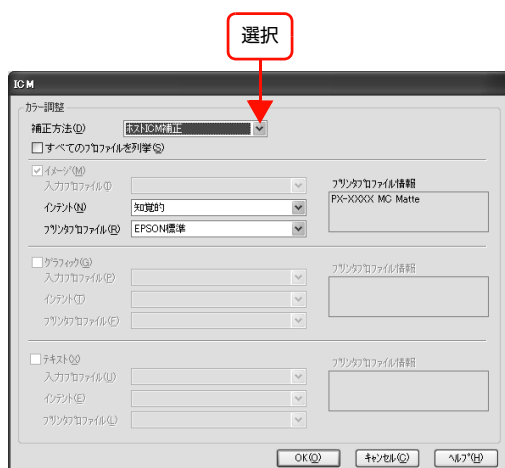 選択
ICM
カラー調整
補正方法(D) ホストICM補正
すべてのプロファイルを列挙(S)
イメージ(M)
入力プロファイル(I) プリンタプロファイル情報
インテント(N) 知覚的 PX-XXXX MC Matte
プリンタプロファイル(R) EPSON標準
グラフィック(G)
入力プロファイル(P) プリンタプロファイル情報
インテント(T)
プリンタプロファイル(F)
テキスト(X)
入力プロファイル(U) プリンタプロファイル情報
インテント(E)
プリンタプロファイル(L)
OK(O) キャンセル(C) ヘルプ(H)